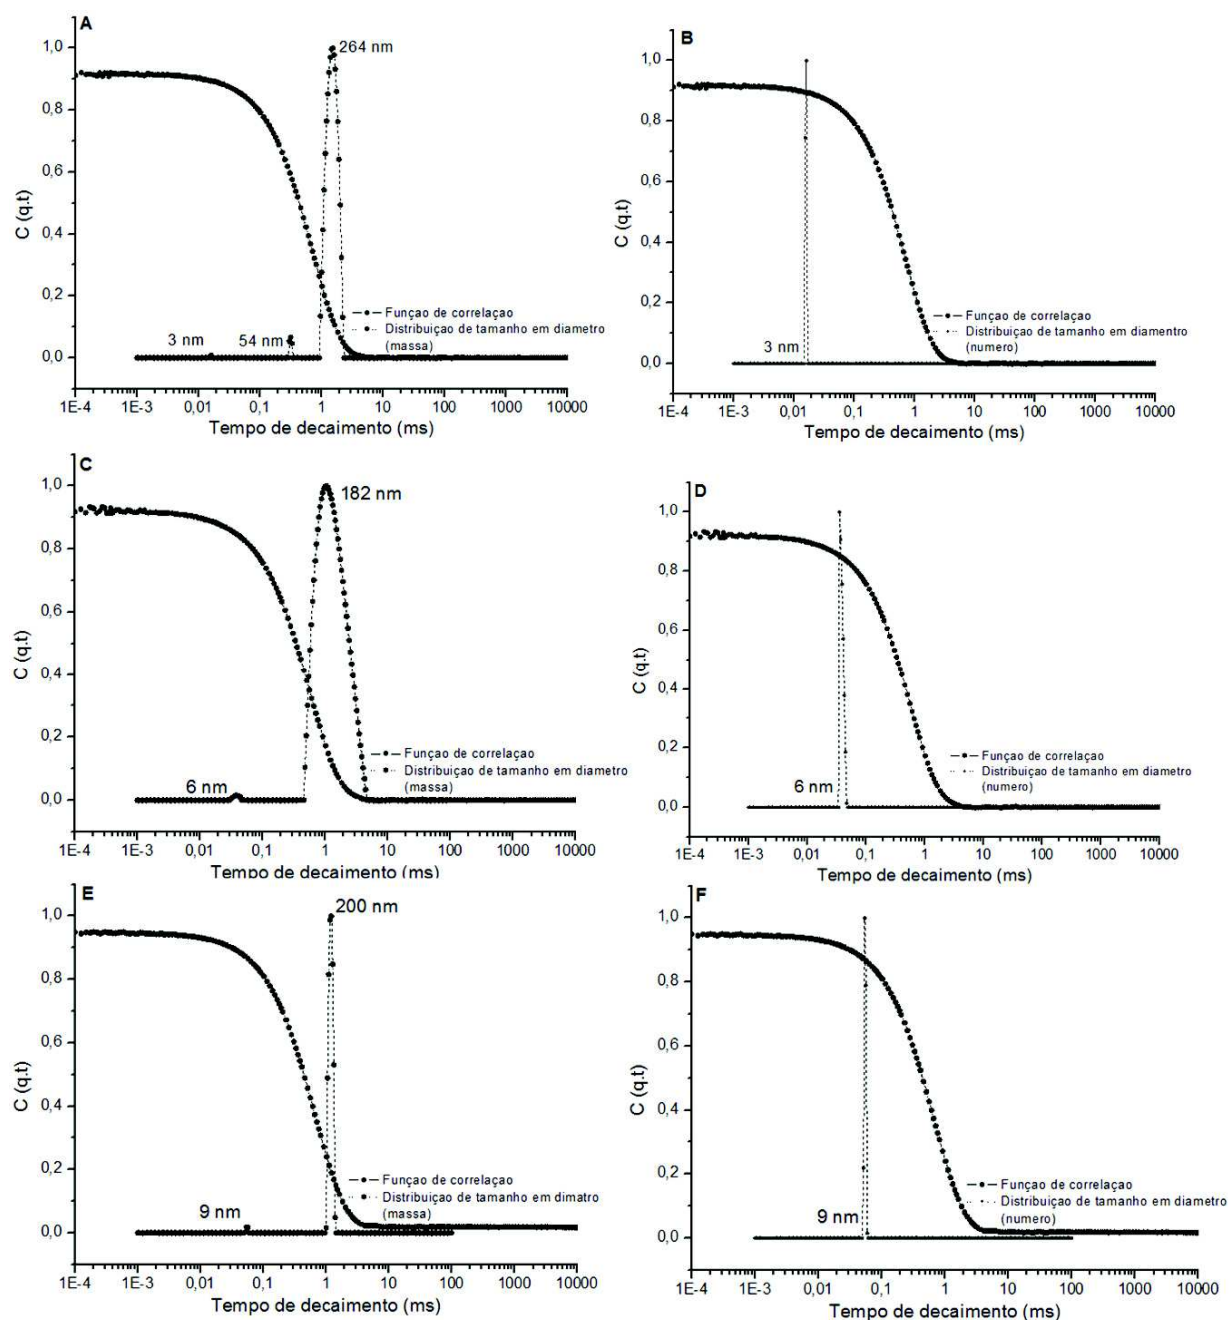 A
1,0
264 nm
0,8
0,6
C (q.t)
0,4
0,2
Funçao de correlaçao
Distribuiçao de tamanho em diametro
(massa)
3 nm
54 nm
0,0
1E-4 1E-3 0,01 0,1 1 10 100 1000 10000
Tempo de decaimento (ms)
B
1,0
0,8
0,6
C (q.t)
0,4
0,2
Funçao de correlaçao
Distribuiçao de tamanho em diamentro
(numero)
3 nm
0,0
1E-4 1E-3 0,01 0,1 1 10 100 1000 10000
Tempo de decaimento (ms)
C
1,0
182 nm
0,8
0,6
C (q.t)
0,4
0,2
Funçao de correlaçao
Distribuiçao de tamanho em diametro
(massa)
6 nm
0,0
1E-4 1E-3 0,01 0,1 1 10 100 1000 10000
Tempo de decaimento (ms)
D
1,0
0,8
0,6
C (q.t)
0,4
0,2
Funçao de correlaçao
Distribuiçao de tamanho em diametro
(numero)
6 nm
0,0
1E-4 1E-3 0,01 0,1 1 10 100 1000 10000
Tempo de decaimento (ms)
E
1,0
200 nm
0,8
0,6
C (q.t)
0,4
0,2
Funçao de correlaçao
Distribuiçao de tamanho em dimatro
(massa)
9 nm
0,0
1E-4 1E-3 0,01 0,1 1 10 100 1000 10000
Tempo de decaimento (ms)
F
1,0
0,8
0,6
C (q.t)
0,4
0,2
Funçao de correlaçao
Distribuiçao de tamanho em diametro
(numero)
9 nm
0,0
1E-4 1E-3 0,01 0,1 1 10 100 1000 10000
Tempo de decaimento (ms)